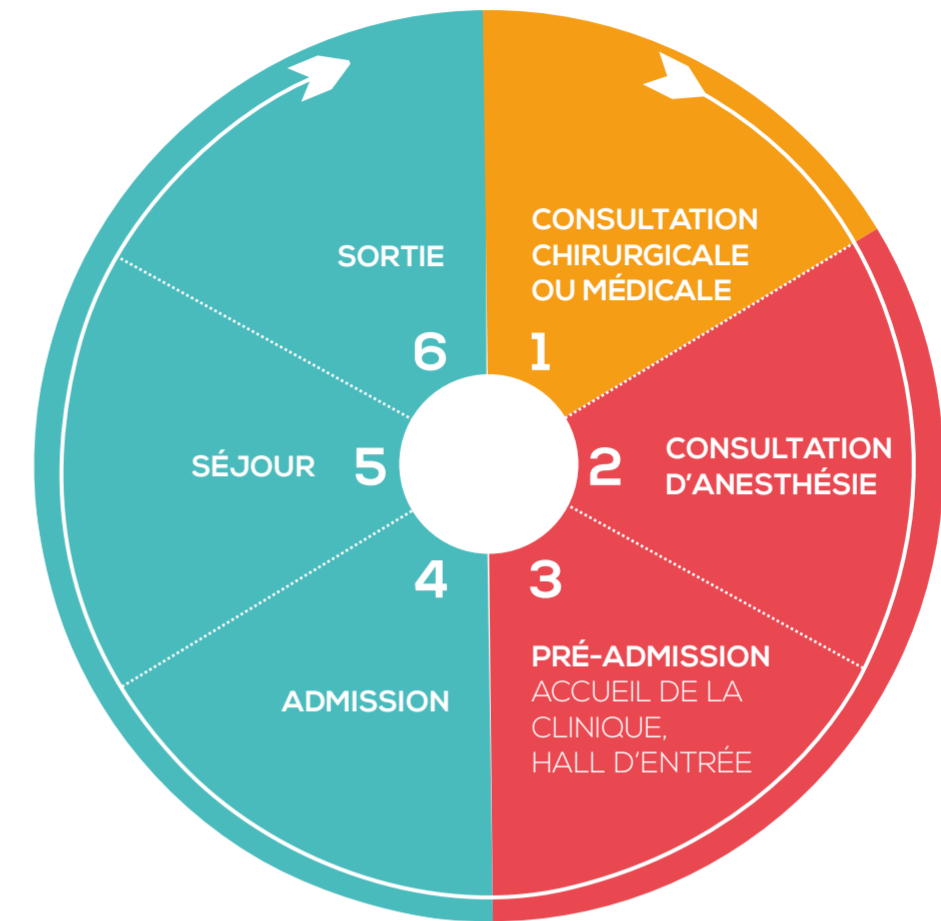 1
CONSULTATION
CHIRURGICALE
OU MÉDICALE
2
CONSULTATION
D'ANESTHÉSIE
3
PRÉ-ADMISSION
ACCUEIL DE LA
CLINIQUE,
HALL D'ENTRÉE
4
ADMISSION
5
SÉJOUR
6
SORTIE